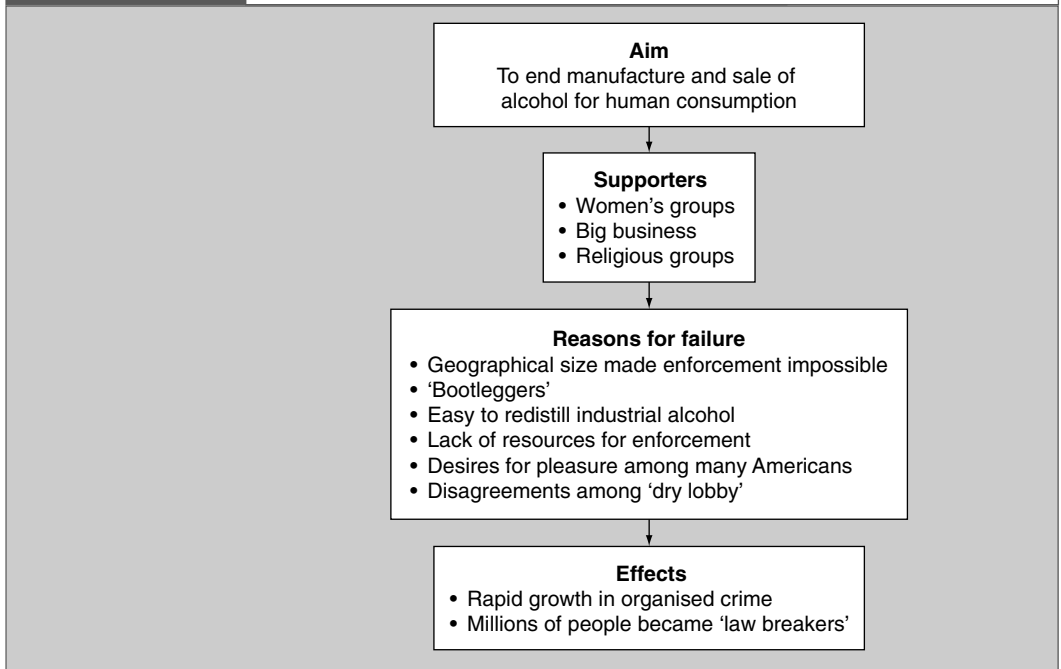 Aim
To end manufacture and sale of
alcohol for human consumption
Supporters
• Women's groups
• Big business
• Religious groups
Reasons for failure
• Geographical size made enforcement impossible
• ‘Bootleggers’
• Easy to redistill industrial alcohol
• Lack of resources for enforcement
• Desires for pleasure among many Americans
• Disagreements among ‘dry lobby’
Effects
• Rapid growth in organised crime
• Millions of people became ‘law breakers’